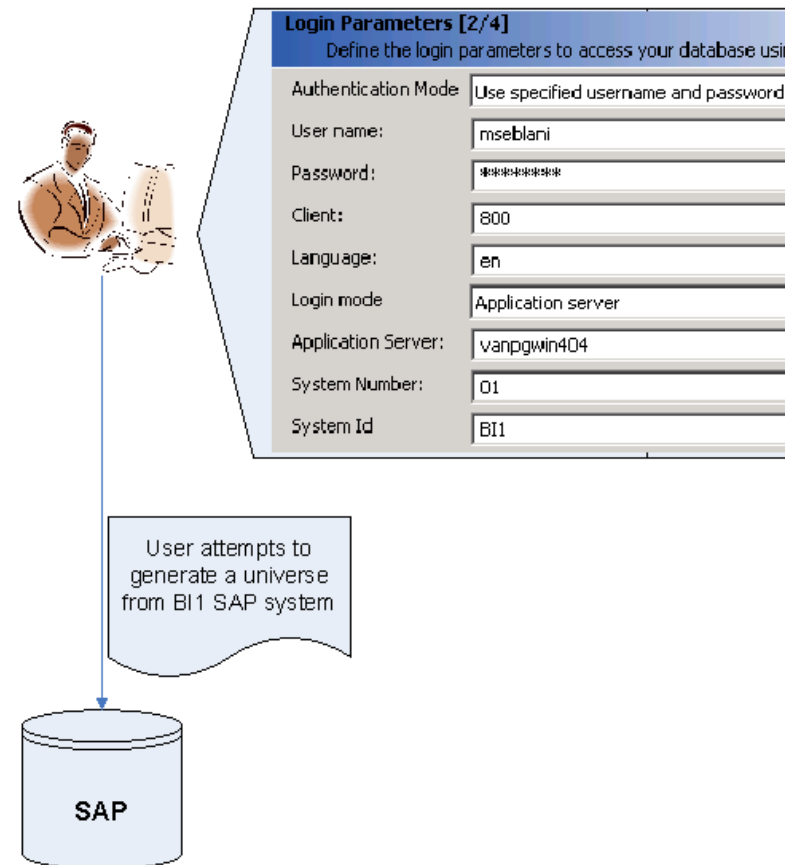 Login Parameters [2/4]
Define the login parameters to access your database usin
Authentication Mode Use specified username and password
User name: mseblani
Password: ********
Client: 800
Language: en
Login mode Application server
Application Server: vanpgwin404
System Number: 01
System Id BI1
User attempts to
generate a universe
from BI1 SAP system
SAP